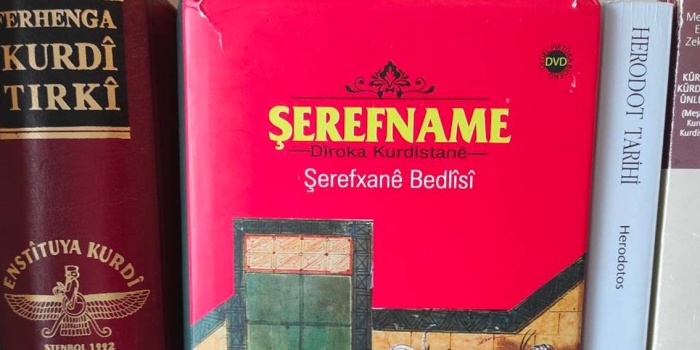 FERHENGA
KURDÎ
TIRKÎ
ENSTÎTUYA KURDÎ
STENBOL 1992
DVD
ŞEREFNAME
Dîroka Kurdistanê
Şerefxanê Bedlîsî
HERODOT TARİHİ
Herodotos